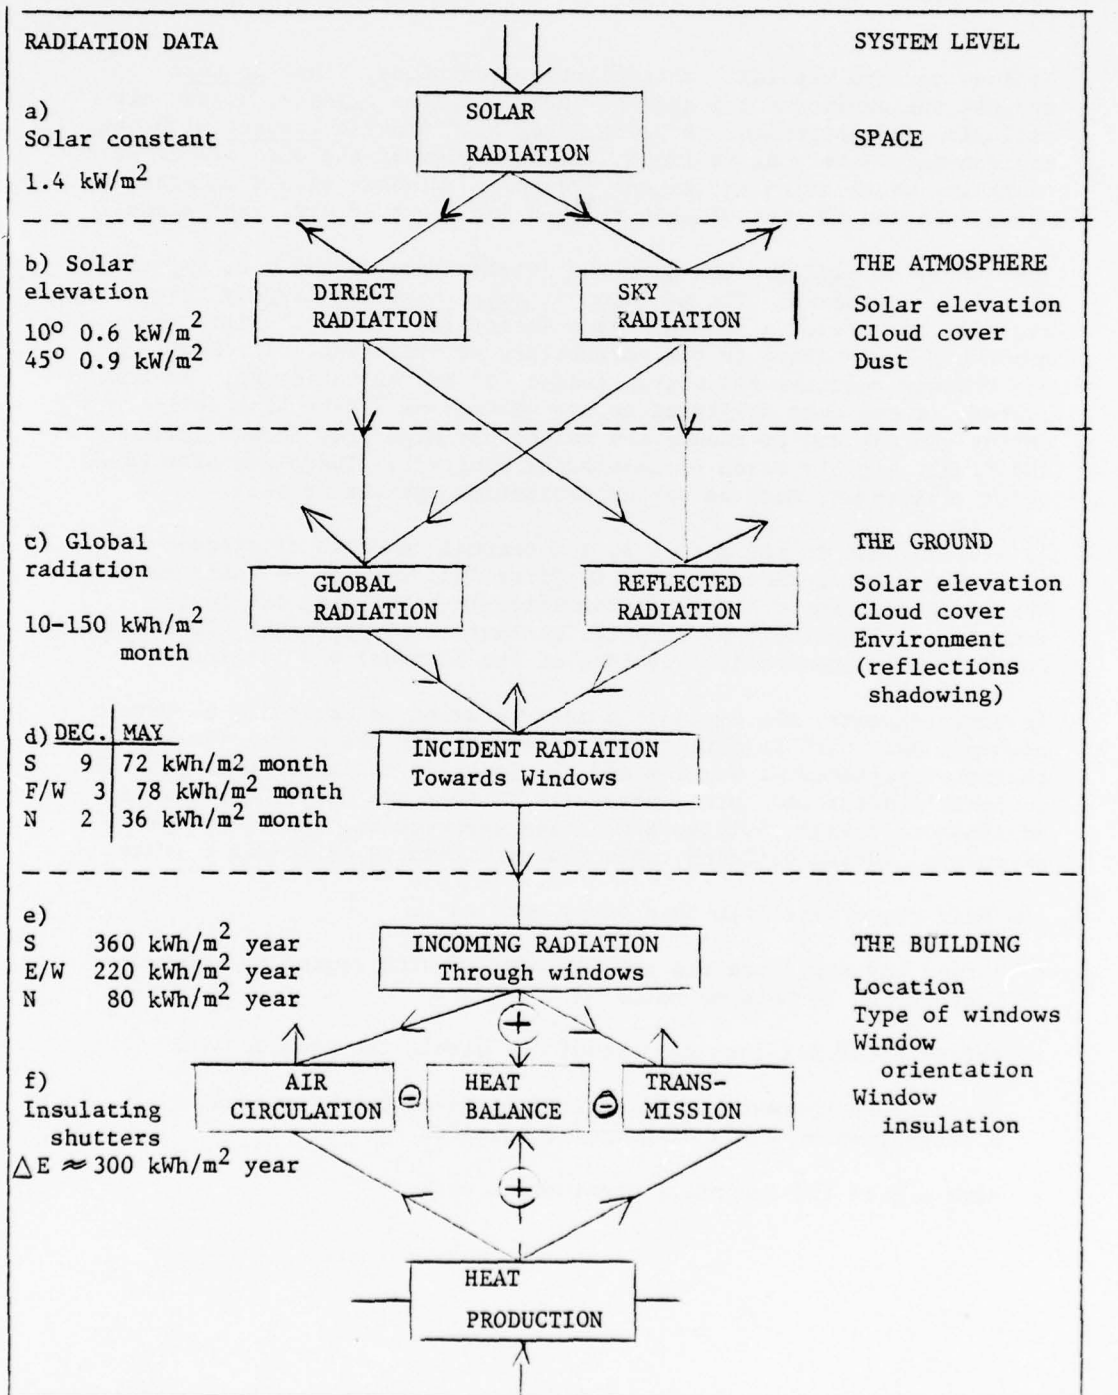 RADIATION DATA
SYSTEM LEVEL
a)
Solar constant
1.4 kW/m²
SOLAR
RADIATION
SPACE
b) Solar
elevation
10° 0.6 kW/m²
45° 0.9 kW/m²
DIRECT
RADIATION
SKY
RADIATION
THE ATMOSPHERE
Solar elevation
Cloud cover
Dust
c) Global
radiation
10-150 kWh/m²
month
GLOBAL
RADIATION
REFLECTED
RADIATION
THE GROUND
Solar elevation
Cloud cover
Environment
(reflections
shadowing)
d) DEC. MAY
S 9 72 kWh/m2 month
F/W 3 78 kWh/m² month
N 2 36 kWh/m² month
INCIDENT RADIATION
Towards Windows
e)
S 360 kWh/m² year
E/W 220 kWh/m² year
N 80 kWh/m² year
INCOMING RADIATION
Through windows
THE BUILDING
Location
Type of windows
Window
orientation
Window
insulation
+
f)
Insulating
shutters
△E ≈ 300 kWh/m² year
AIR
CIRCULATION
-
HEAT
BALANCE
-
TRANS-
MISSION
+
HEAT
PRODUCTION